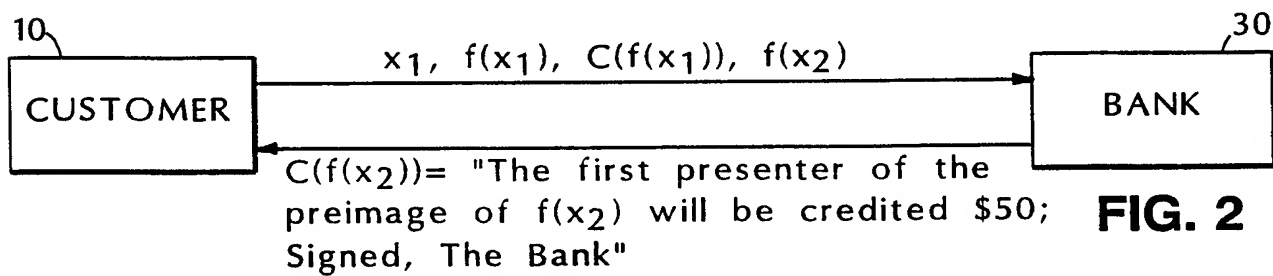 10
30
x1, f(x1), C(f(x1)), f(x2)
CUSTOMER
BANK
C(f(x2))= "The first presenter of the
preimage of f(x2) will be credited $50;
Signed, The Bank"
FIG. 2